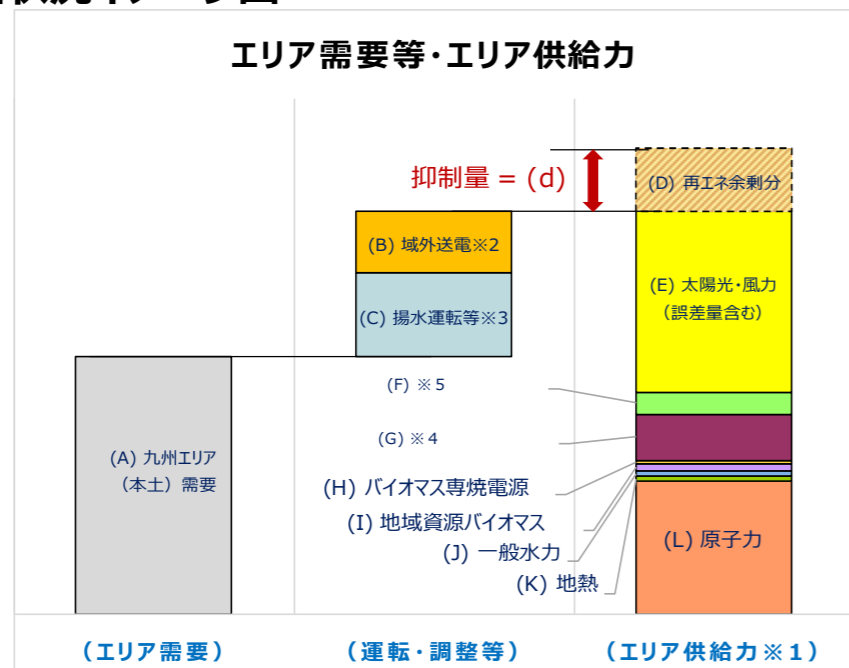 エリア需要等・エリア供給力
抑制量 = (d)
(D) 再エネ余剰分
(B) 域外送電※2
(E) 太陽光・風力
（誤差量含む）
(C) 揚水運転等※3
(F) ※５
(G) ※４
(A) 九州エリア
（本土）需要
(H) バイオマス専焼電源
(I) 地域資源バイオマス
(J) 一般水力
(K) 地熱
(L) 原子力
（エリア需要）
（運転・調整等）
（エリア供給力※１）